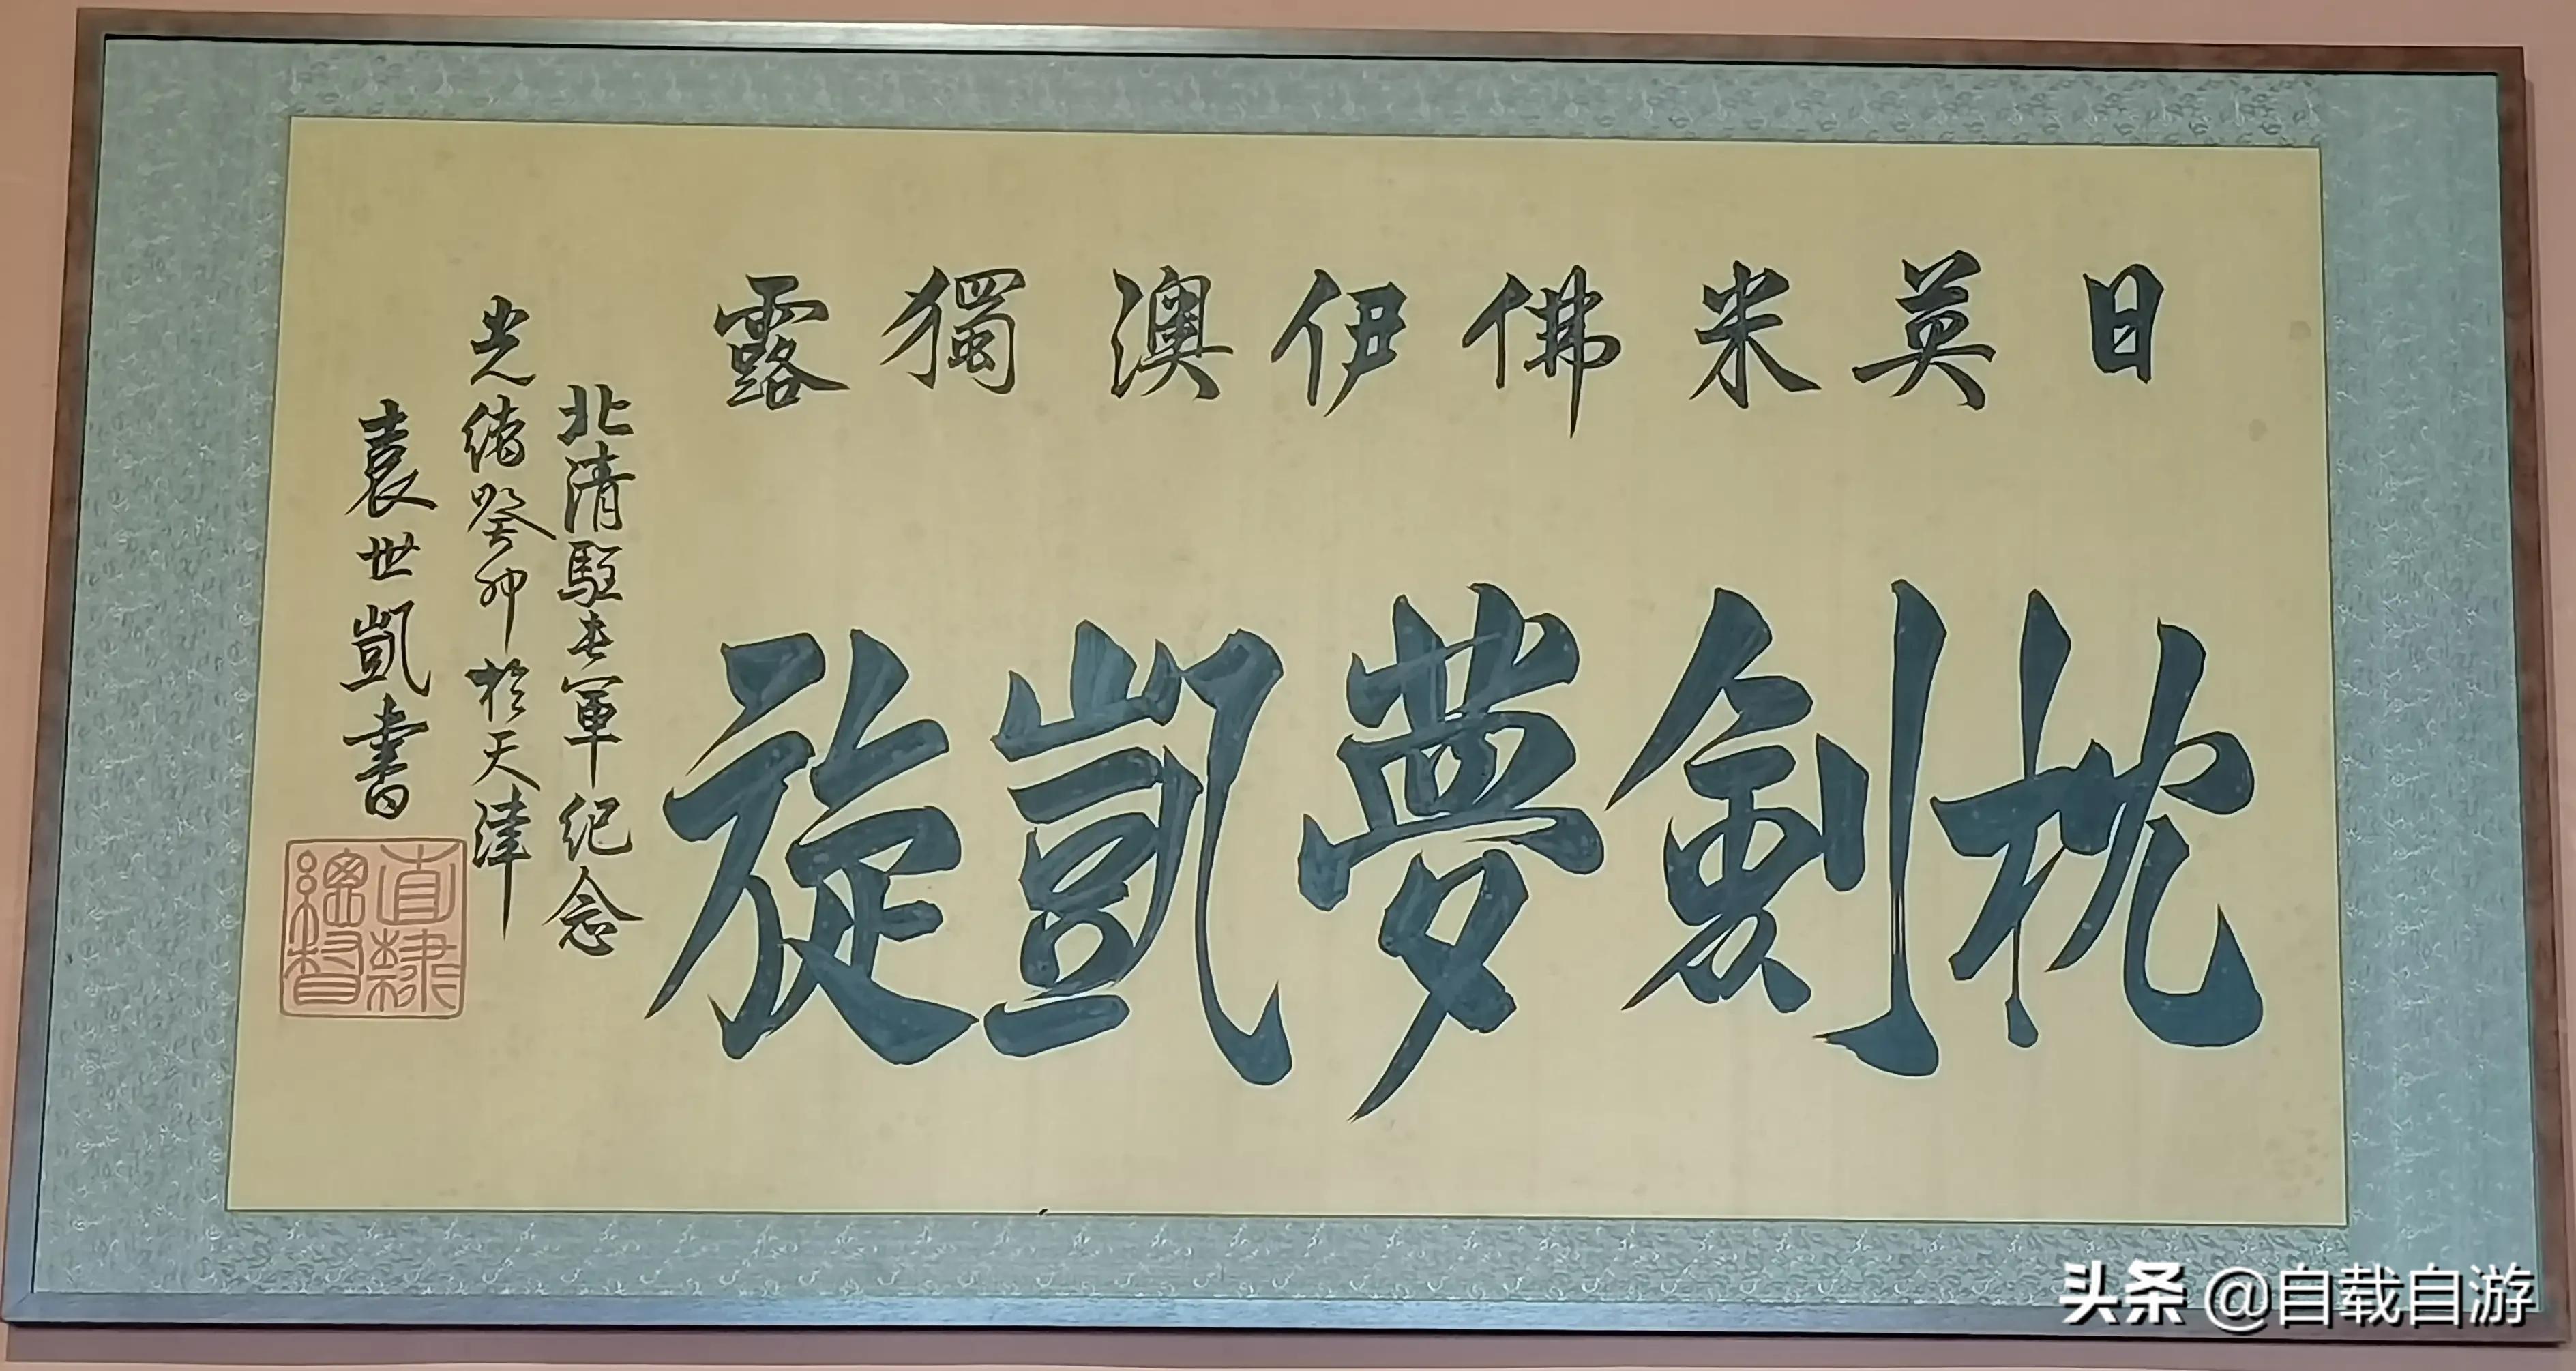 日英米佛伊澳獨露
枕劍夢凱旋
北清駐屯軍纪念
光緒癸卯於天津
袁世凱書
直隸總督
头条 @自载自游